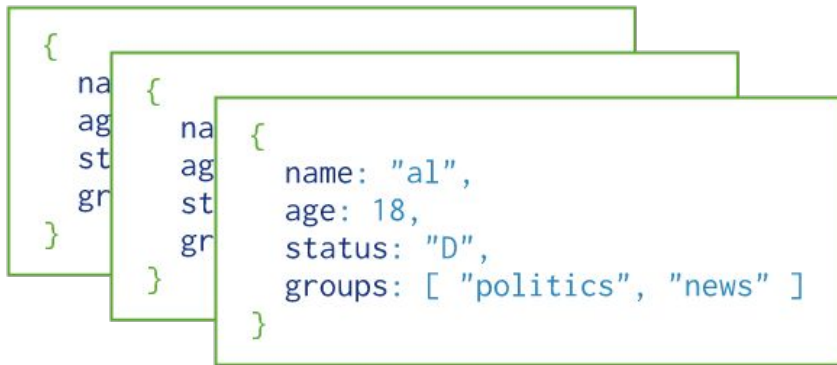 {
na
ag
st
gr
}
{
na
ag
st
gr
}
{
name: "al",
age: 18,
status: "D",
groups: [ "politics", "news" ]
}